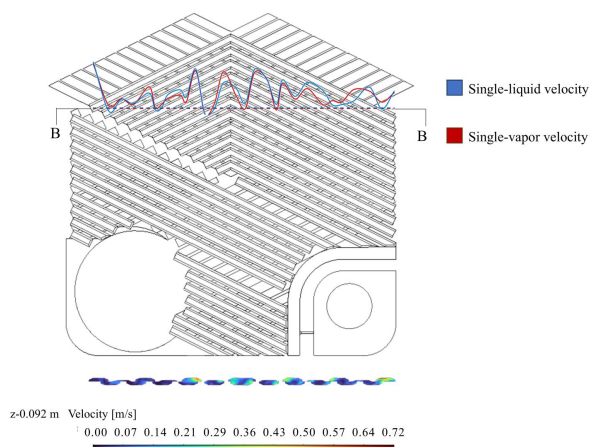 Single-liquid velocity
B
B
Single-vapor velocity
z-0.092 m Velocity [m/s]
0.00 0.07 0.14 0.21 0.29 0.36 0.43 0.50 0.57 0.64 0.72